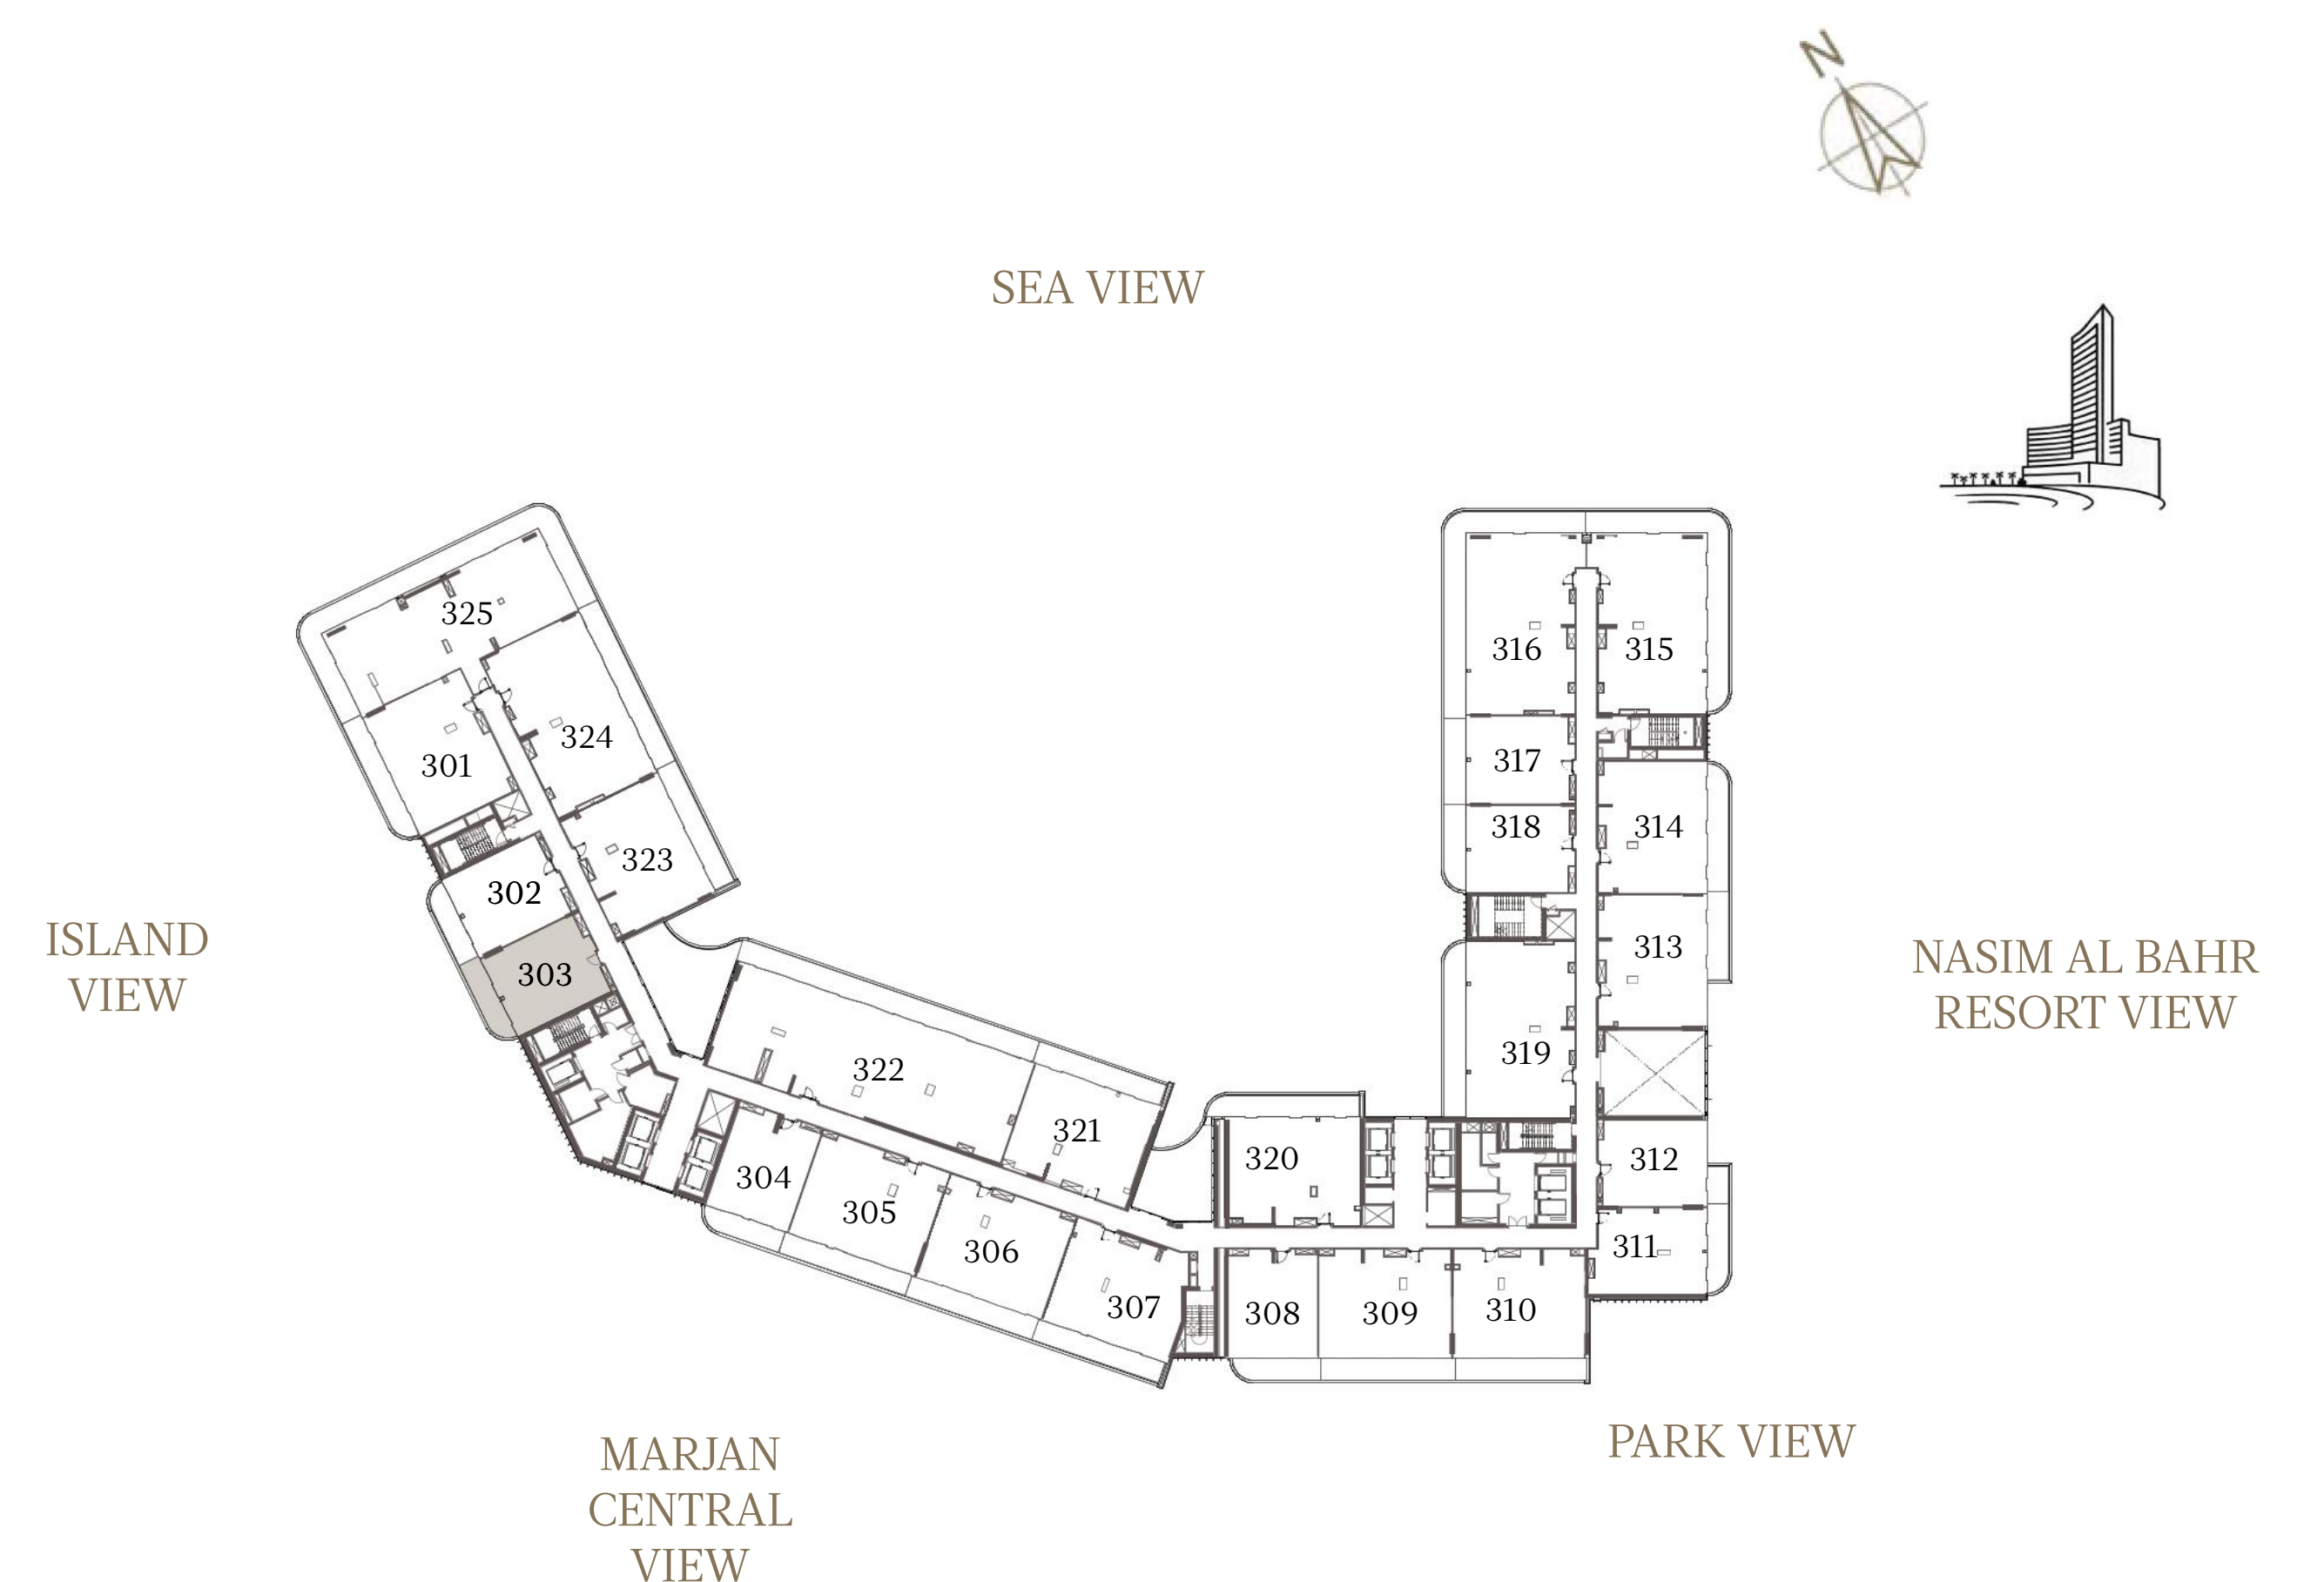 N
SEA VIEW
325
316
315
324
317
301
318
314
323
302
ISLAND
VIEW
313
NASIM AL BAHR
RESORT VIEW
303
319
322
321
320
312
304
305
306
311
307
308
309
310
PARK VIEW
MARJAN
CENTRAL
VIEW